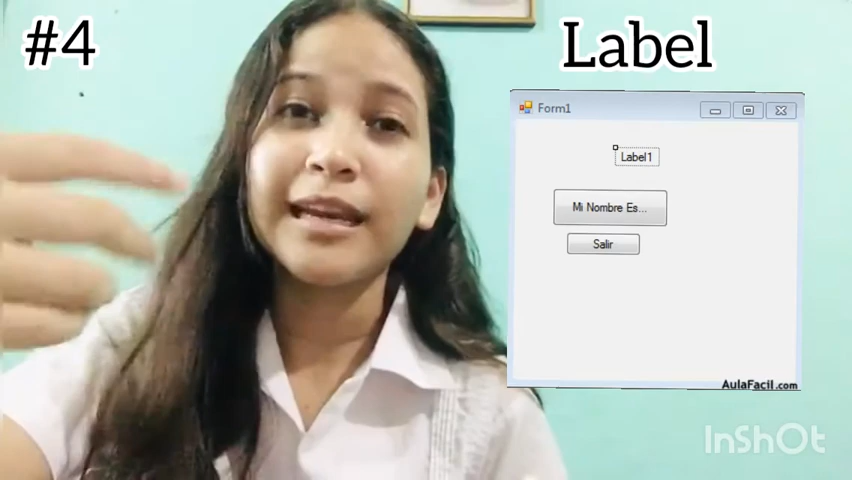 #4
Label
Form1
Label1
Mi Nombre Es...
Salir
AulaFacil.com
InShOt